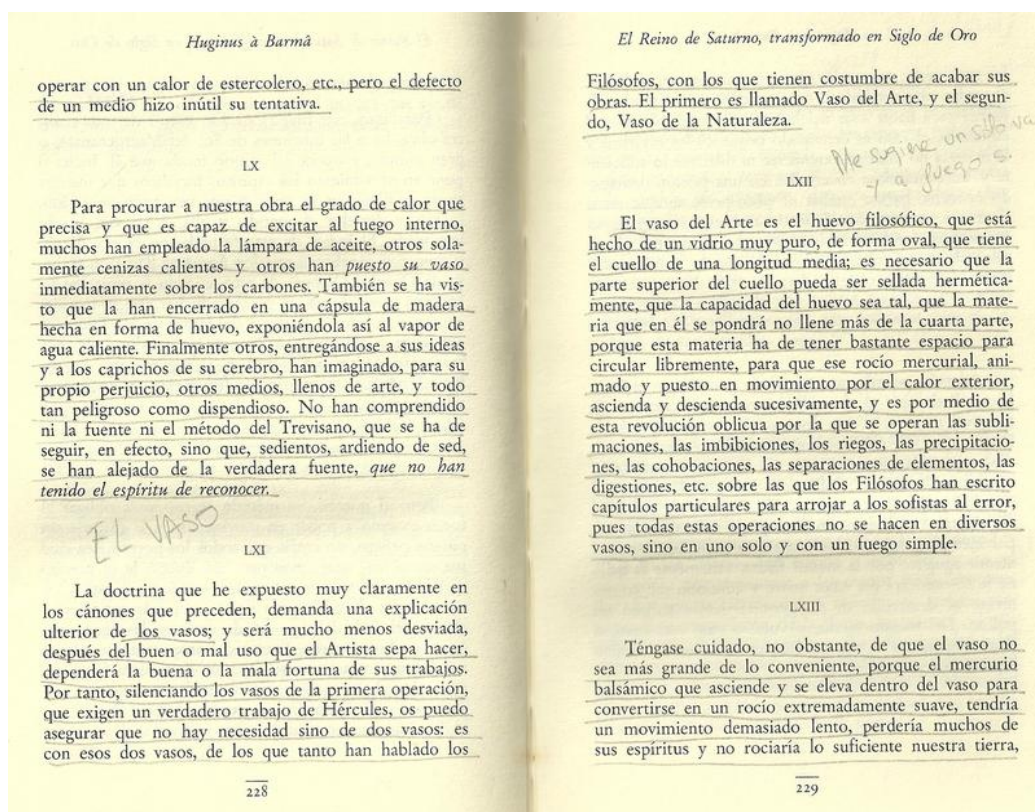 Huginus à Barmâ
operar con un calor de estercolero, etc., pero el defecto
de un medio hizo inútil su tentativa.
LX
Para procurar a nuestra obra el grado de calor que
precisa y que es capaz de excitar al fuego interno,
muchos han empleado la lámpara de aceite, otros sola-
mente cenizas calientes y otros han puesto su vaso
inmediatamente sobre los carbones. También se ha vis-
to que la han encerrado en una cápsula de madera
hecha en forma de huevo, exponiéndola así al vapor de
agua caliente. Finalmente otros, entregándose a sus ideas
y a los caprichos de su cerebro, han imaginado, para su
propio perjuicio, otros medios, llenos de arte, y todo
tan peligroso como dispendioso. No han comprendido
ni la fuente ni el método del Trevisano, que se ha de
seguir, en efecto, sino que, sedientos, ardiendo de sed,
se han alejado de la verdadera fuente, que no han
tenido el espíritu de reconocer.
EL VASO
LXI
La doctrina que he expuesto muy claramente en
los cánones que preceden, demanda una explicación
ulterior de los vasos; y será mucho menos desviada,
después del buen o mal uso que el Artista sepa hacer,
dependerá la buena o la mala fortuna de sus trabajos.
Por tanto, silenciando los vasos de la primera operación,
que exigen un verdadero trabajo de Hércules, os puedo
asegurar que no hay necesidad sino de dos vasos: es
con esos dos vasos, de los que tanto han hablado los
228
El Reino de Saturno, transformado en Siglo de Oro
Filósofos, con los que tienen costumbre de acabar sus
obras. El primero es llamado Vaso del Arte, y el segun-
do, Vaso de la Naturaleza.
Me sugiere un sólo va
y a fuego s.
LXII
El vaso del Arte es el huevo filosófico, que está
hecho de un vidrio muy puro, de forma oval, que tiene
el cuello de una longitud media; es necesario que la
parte superior del cuello pueda ser sellada herméticа-
mente, que la capacidad del huevo sea tal, que la mate-
ria que en él se pondrá no llene más de la cuarta parte,
porque esta materia ha de tener bastante espacio para
circular libremente, para que ese rocío mercurial, ani-
mado y puesto en movimiento por el calor exterior,
ascienda y descienda sucesivamente, y es por medio de
esta revolución oblicua por la que se operan las subli-
maciones, las imbibiciones, los riegos, las precipitacio-
nes, las cohobaciones, las separaciones de elementos, las
digestiones, etc. sobre las que los Filósofos han escrito
capítulos particulares para arrojar a los sofistas al error,
pues todas estas operaciones no se hacen en diversos
vasos, sino en uno solo y con un fuego simple.
LXIII
Téngase cuidado, no obstante, de que el vaso no
sea más grande de lo conveniente, porque el mercurio
balsámico que asciende y se eleva dentro del vaso para
convertirse en un rocío extremadamente suave, tendría
un movimiento demasiado lento, perdería muchos de
sus espíritus y no rociaría lo suficiente nuestra tierra,
229